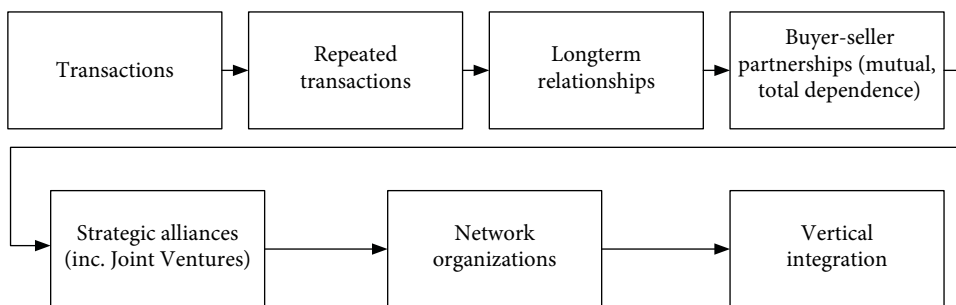 Transactions
Repeated
transactions
Longterm
relationships
Buyer-seller
partnerships (mutual,
total dependence)
Strategic alliances
(inc. Joint Ventures)
Network
organizations
Vertical
integration